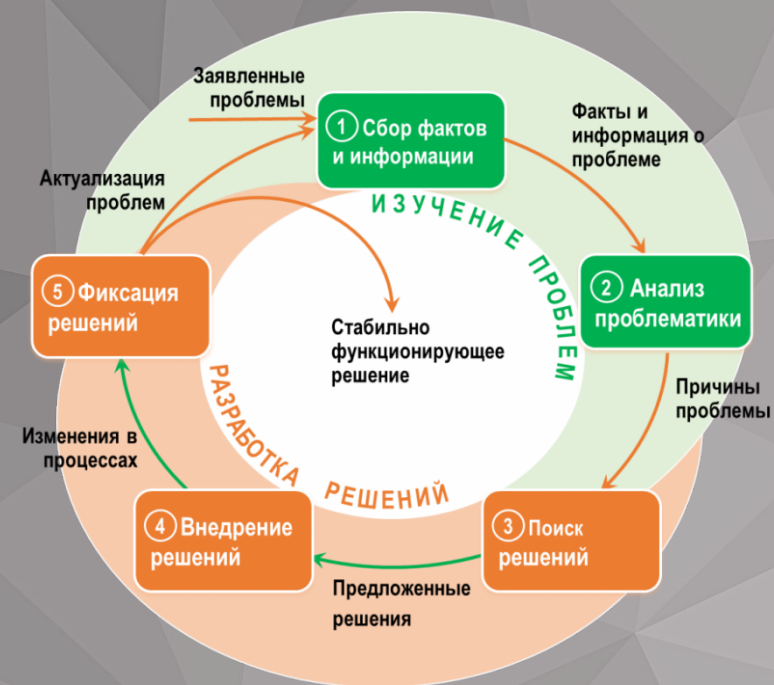 Заявленные
проблемы
1 Сбор фактов
и информации
Факты и
информация о
проблеме
Актуализация
проблем
ИЗУЧЕНИЕ ПРОБЛЕМ
2 Анализ
проблематики
5 Фиксация
решений
Стабильно
функционирующее
решение
Причины
проблемы
РАЗРАБОТКА РЕШЕНИЙ
Изменения в
процессах
4 Внедрение
решений
3 Поиск
решений
Предложенные
решения